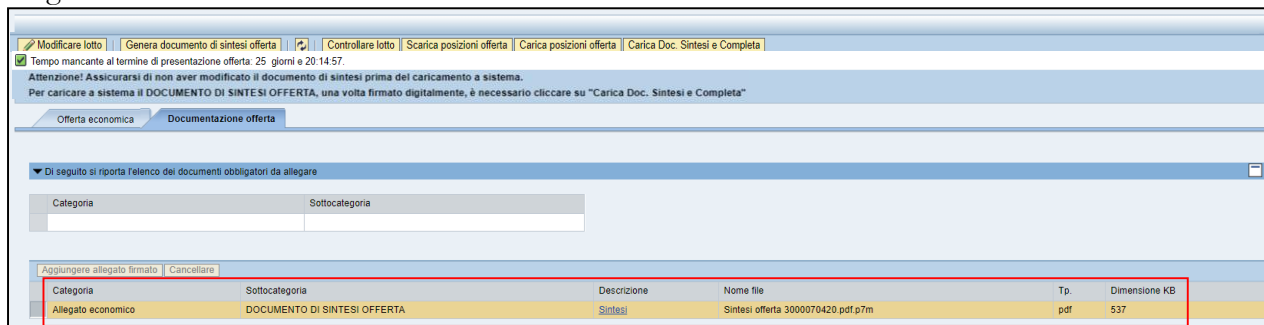 Modificare lotto Genera documento di sintesi offerta Controllare lotto Scarica posizioni offerta Carica posizioni offerta Carica Doc. Sintesi e Completa
Tempo mancante al termine di presentazione offerta: 25 giorni e 20:14:57.
Attenzione! Assicurarsi di non aver modificato il documento di sintesi prima del caricamento a sistema.
Per caricare a sistema il DOCUMENTO DI SINTESI OFFERTA, una volta firmato digitalmente, è necessario cliccare su "Carica Doc. Sintesi e Completa"
Offerta economica Documentazione offerta
Di seguito si riporta l'elenco dei documenti obbligatori da allegare
Categoria Sottocategoria
Aggiungere allegato firmato Cancellare
Categoria Sottocategoria Descrizione Nome file Tp. Dimensione KB
Allegato economico DOCUMENTO DI SINTESI OFFERTA Sintesi Sintesi offerta 3000070420.pdf.p7m pdf 537